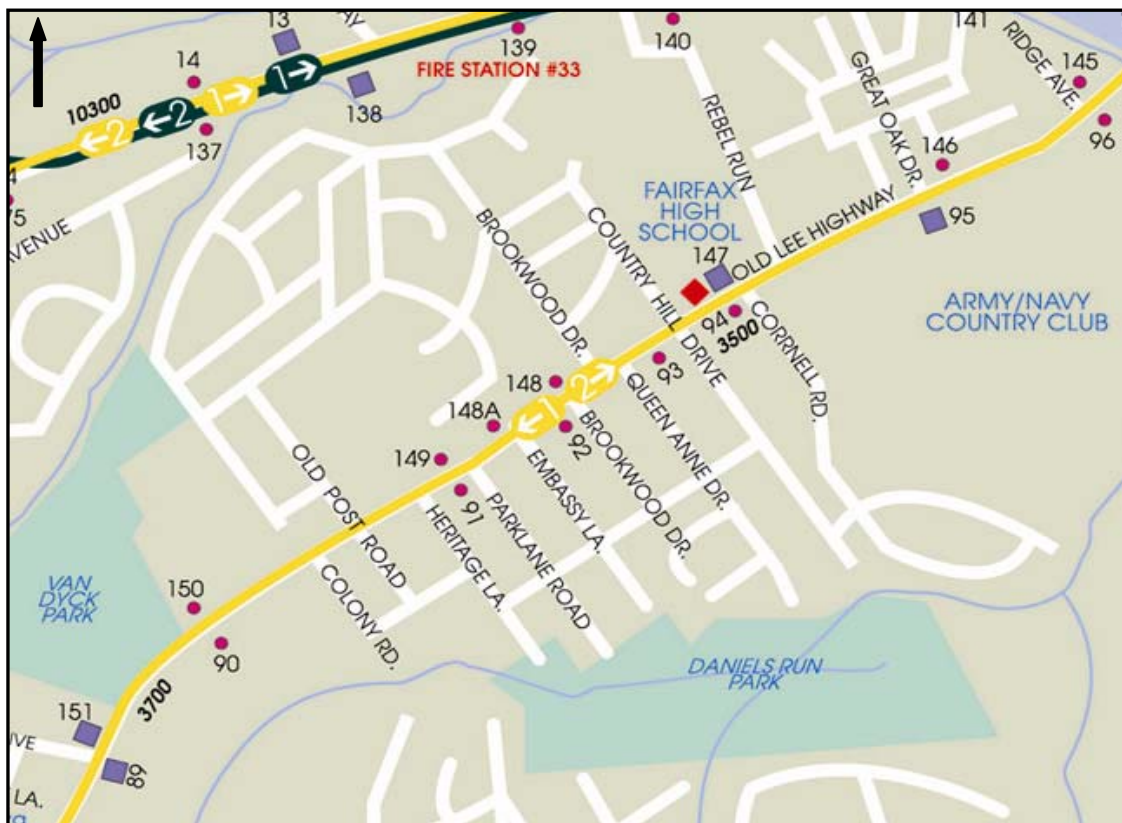 13
14
10300
←2
←2
1→
1→
137
138
139
FIRE STATION #33
140
141
RIDGE AVE.
145
96
GREAT OAK DR.
146
95
REBEL RUN
FAIRFAX
HIGH
SCHOOL
147
OLD LEE HIGHWAY
ARMY/NAVY
COUNTRY CLUB
75
AVENUE
BROOKWOOD DR.
COUNTRY HILL DRIVE
94
3500
CORRNELL RD.
93
148
2→
←1
148A
92
QUEEN ANNE DR.
BROOKWOOD DR.
EMBASSY LA.
149
91
PARKLANE ROAD
HERITAGE LA.
OLD POST ROAD
COLONY RD.
VAN
DYCK
PARK
150
90
DANIELS RUN
PARK
3700
151
89
LA.